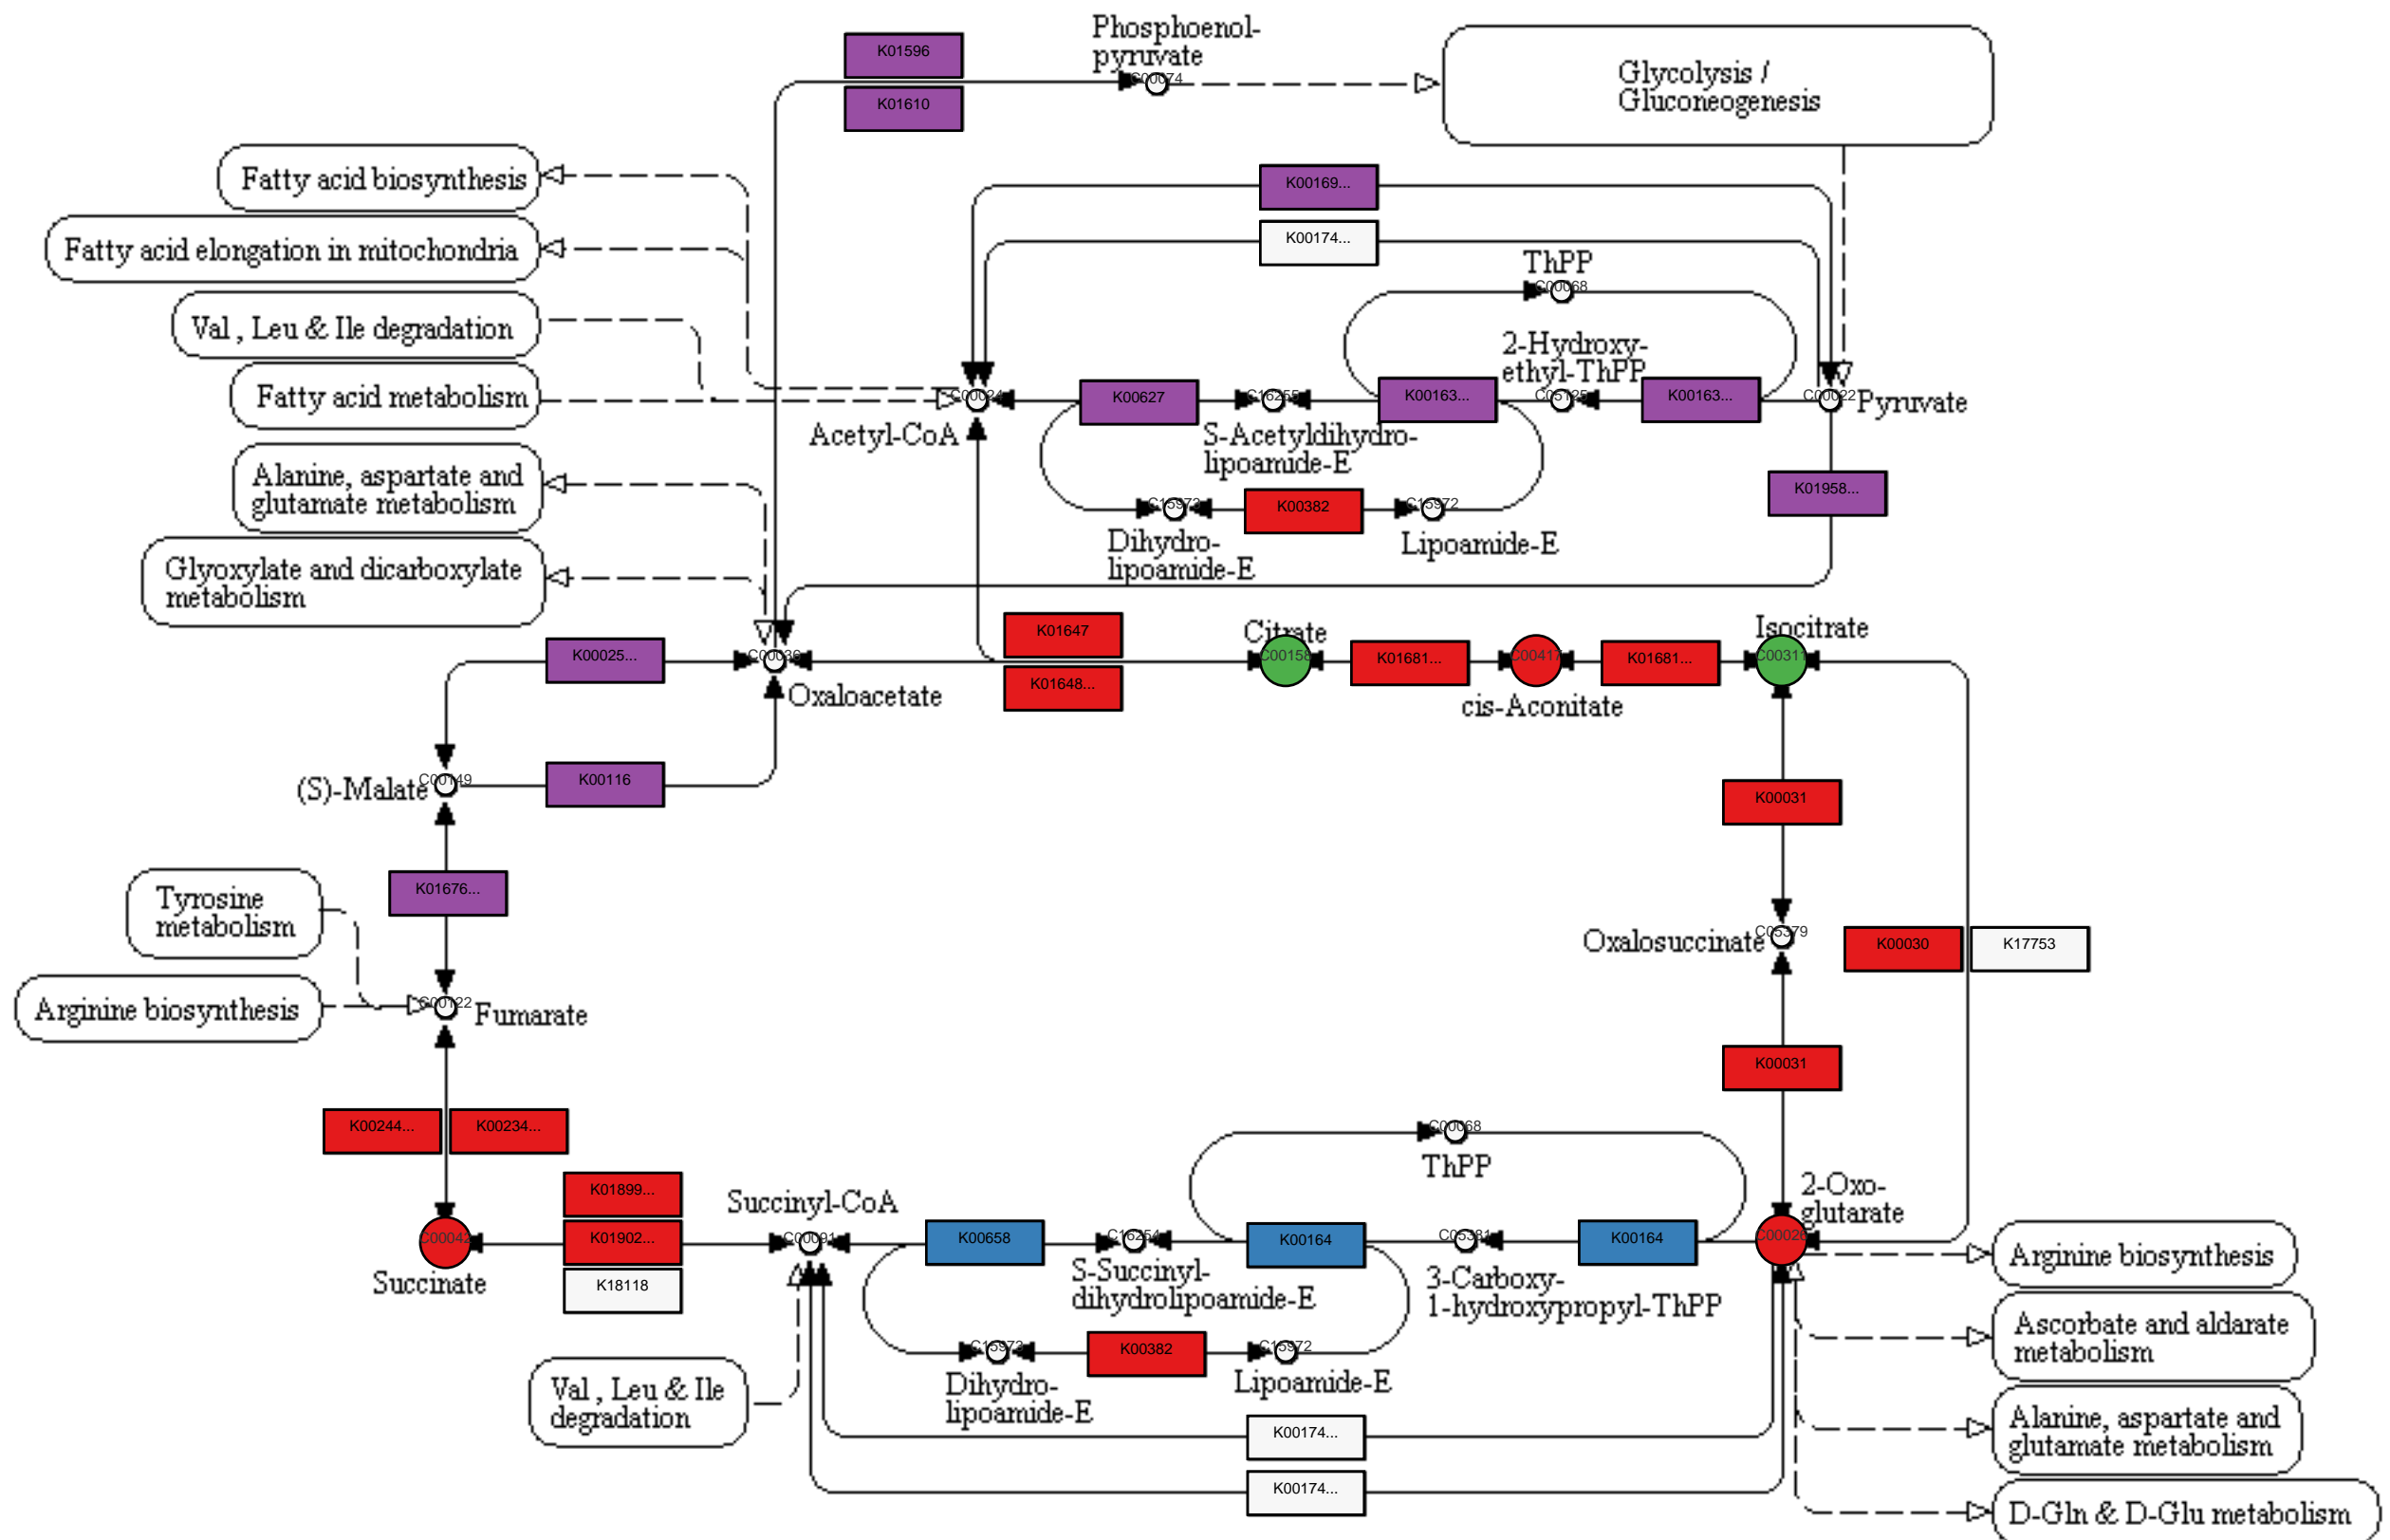 Phosphoenol-
pyruvate
K01596
C00074
K01610
Glycolysis /
Gluconeogenesis
Fatty acid biosynthesis
K00169...
Fatty acid elongation in mitochondria
K00174...
ThPP
C00068
Val , Leu & Ile degradation
2-Hydroxy-
ethyl-ThPP
Fatty acid metabolism
C00024
K00627
C16255
K00163...
C05125
K00163...
C00022
Pyruvate
Acetyl-CoA
S-Acetyldihydro-
lipoamide-E
Alanine, aspartate and
glutamate metabolism
K01958...
C15973
K00382
C15972
Dihydro-
lipoamide-E
Lipoamide-E
Glyoxylate and dicarboxylate
metabolism
K01647
Citrate
Isocitrate
K00025...
C00036
C00158
K01681...
C00417
K01681...
C00311
K01648...
Oxaloacetate
cis-Aconitate
(S)-Malate
C00149
K00116
K00031
K01676...
Tyrosine
metabolism
Oxalosuccinate
C05379
K00030
K17753
Arginine biosynthesis
C00122
Fumarate
K00031
K00244...
K00234...
C00068
ThPP
K01899...
Succinyl-CoA
2-Oxo-
glutarate
C00042
K01902...
C00091
K00658
C16254
K00164
C05381
K00164
C00026
Succinate
K18118
S-Succinyl-
dihydrolipoamide-E
3-Carboxy-
1-hydroxypropyl-ThPP
Arginine biosynthesis
Ascorbate and aldarate
metabolism
C15973
K00382
C15972
Dihydro-
lipoamide-E
Lipoamide-E
Val , Leu & Ile
degradation
K00174...
Alanine, aspartate and
glutamate metabolism
K00174...
D-Gln & D-Glu metabolism